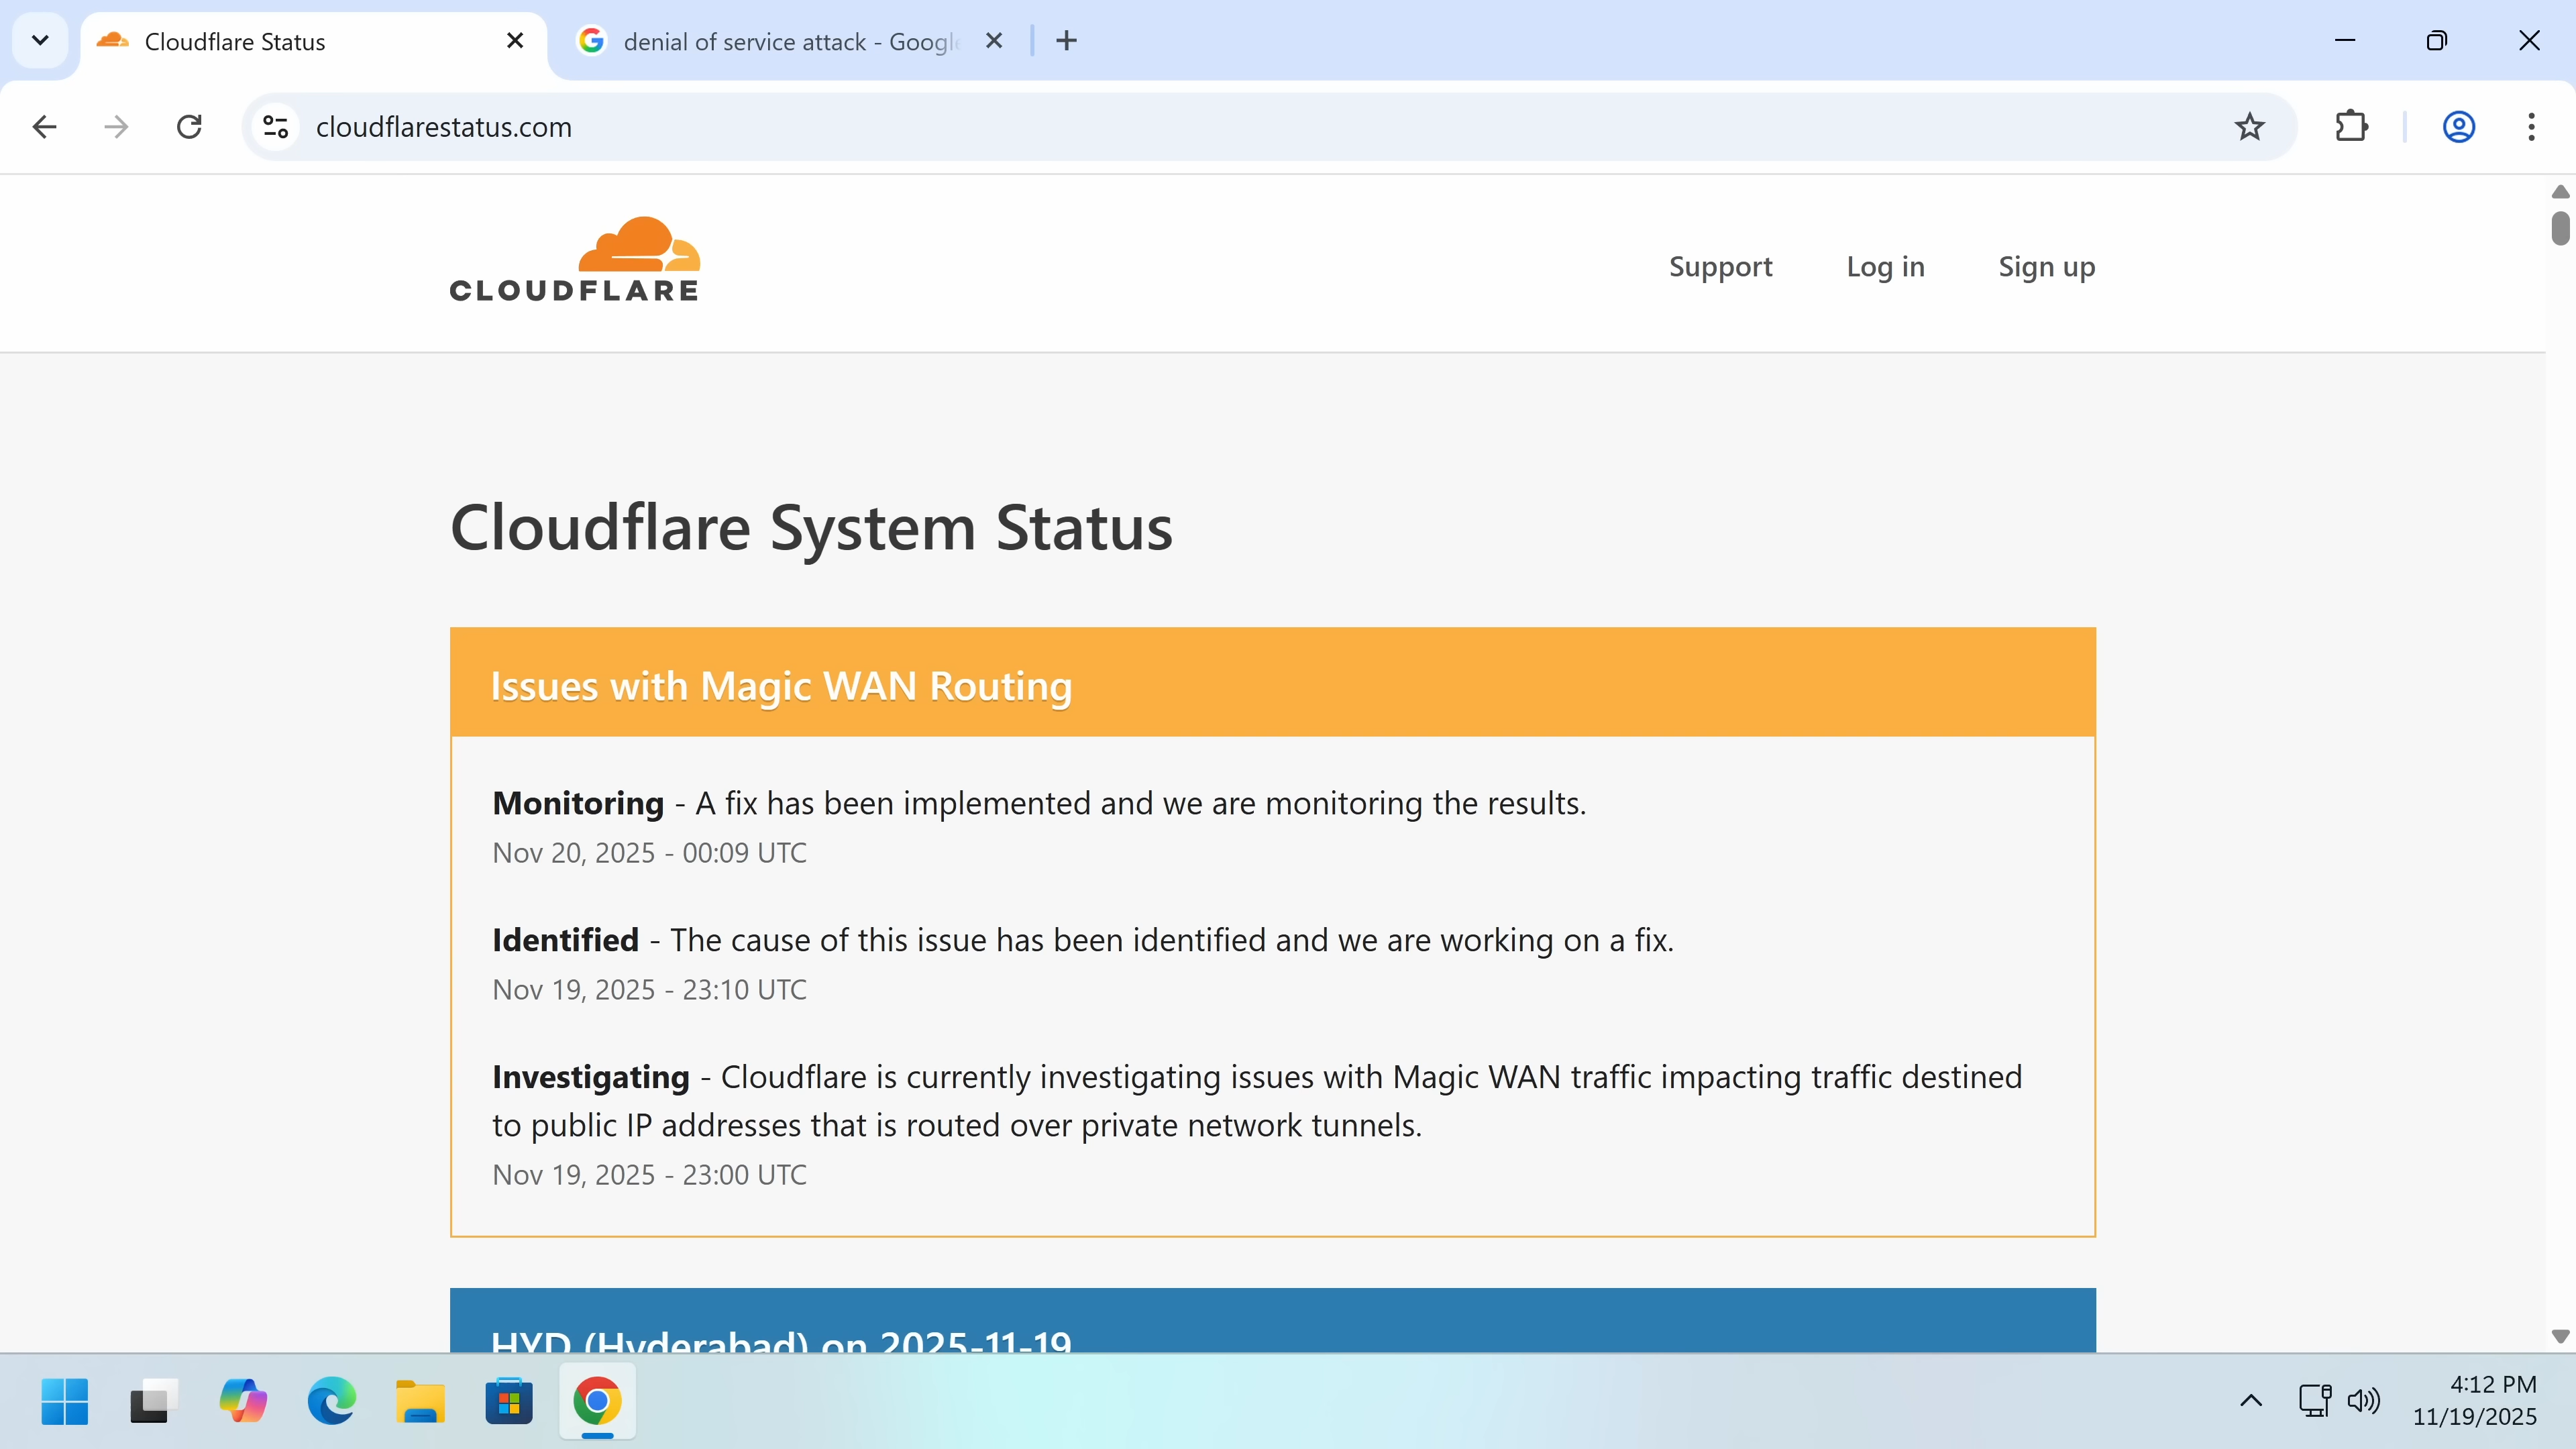 Cloudflare Status
denial of service attack - Google
cloudflarestatus.com
CLOUDFLARE
Support
Log in
Sign up
Cloudflare System Status
Issues with Magic WAN Routing
Monitoring - A fix has been implemented and we are monitoring the results.
Nov 20, 2025 - 00:09 UTC
Identified - The cause of this issue has been identified and we are working on a fix.
Nov 19, 2025 - 23:10 UTC
Investigating - Cloudflare is currently investigating issues with Magic WAN traffic impacting traffic destined
to public IP addresses that is routed over private network tunnels.
Nov 19, 2025 - 23:00 UTC
HYD (Hyderabad) on 2025-11-19
4:12 PM
11/19/2025